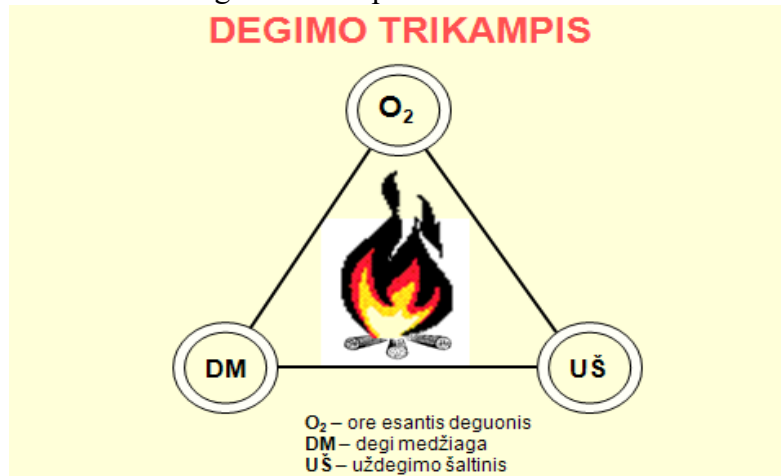 DEGIMO TRIKAMPIS
O₂
DM
UŠ
O₂ – ore esantis deguonis
DM – degi medžiaga
UŠ – uždegimo šaltinis